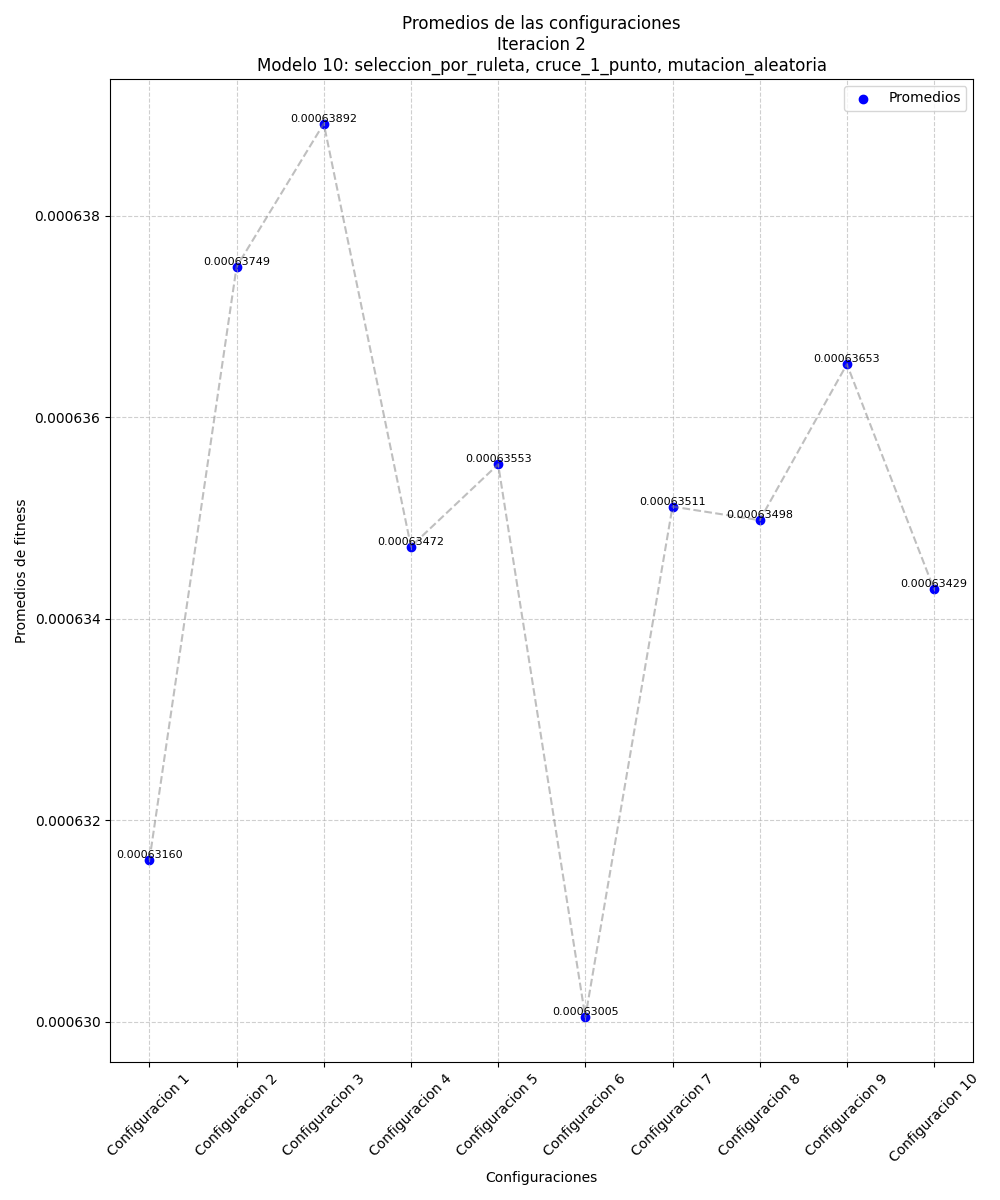 Promedios de las configuraciones
Iteracion 2
Modelo 10: seleccion_por_ruleta, cruce_1_punto, mutacion_aleatoria
Promedios
0.00063892
0.000638
0.00063749
0.00063653
0.000636
0.00063553
0.00063511
0.00063498
0.00063472
0.00063429
0.000634
0.000632
0.00063160
0.00063005
0.000630
Promedios de fitness
Configuracion 1
Configuracion 2
Configuracion 3
Configuracion 4
Configuracion 5
Configuracion 6
Configuracion 7
Configuracion 8
Configuracion 9
Configuracion 10
Configuraciones